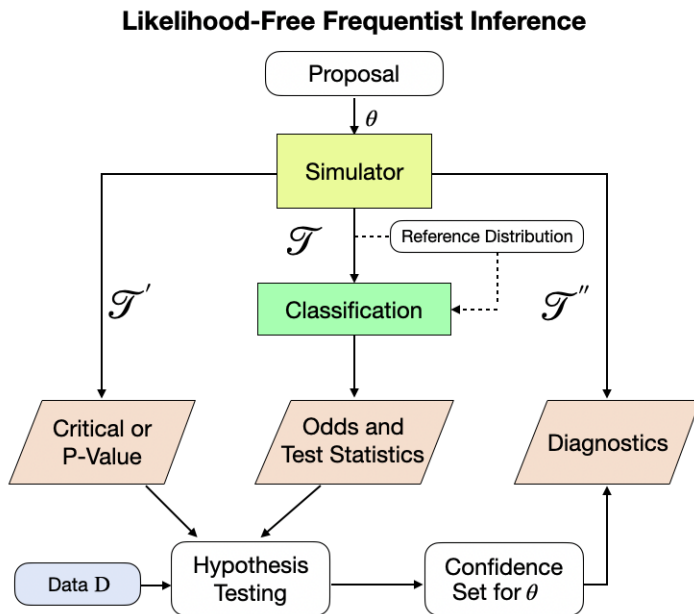 Likelihood-Free Frequentist Inference
Proposal
θ
Simulator
𝒯
Reference Distribution
𝒯′
Classification
𝒯″
Critical or
P-Value
Odds and
Test Statistics
Diagnostics
Data D
Hypothesis
Testing
Confidence
Set for θ